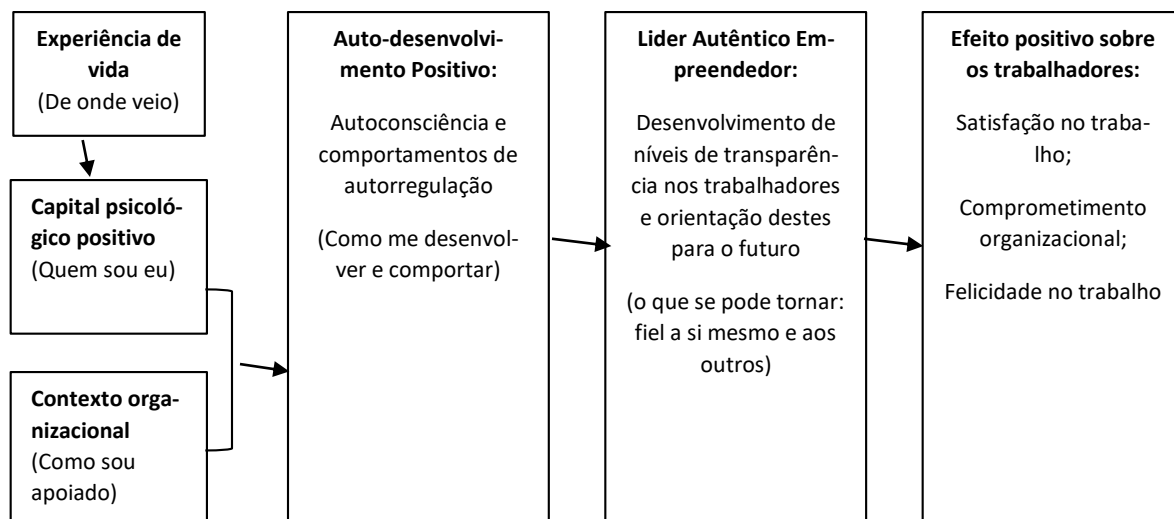 Experiência de
vida
(De onde veio)
Capital psicoló-
gico positivo
(Quem sou eu)
Contexto orga-
nizacional
(Como sou
apoiado)
Auto-desenvolvi-
mento Positivo:
Autoconsciência e
comportamentos de
autorregulação
(Como me desenvol-
ver e comportar)
Lider Autêntico Em-
preendedor:
Desenvolvimento de
níveis de transparên-
cia nos trabalhadores
e orientação destes
para o futuro
(o que se pode tornar:
fiel a si mesmo e aos
outros)
Efeito positivo sobre
os trabalhadores:
Satisfação no traba-
lho;
Comprometimento
organizacional;
Felicidade no trabalho